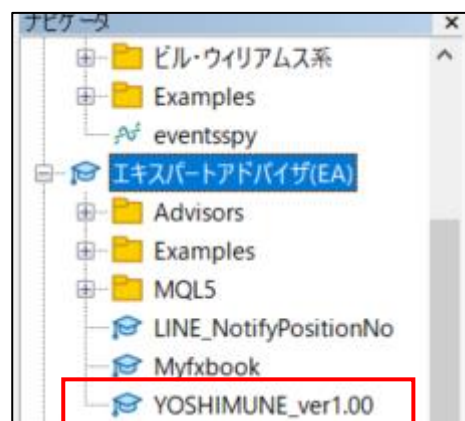 ナビゲータ
ビル・ウィリアムス系
Examples
eventsspy
エキスパートアドバイザ(EA)
Advisors
Examples
MQL5
LINE_NotifyPositionNo
Myfxbook
YOSHIMUNE_ver1.00